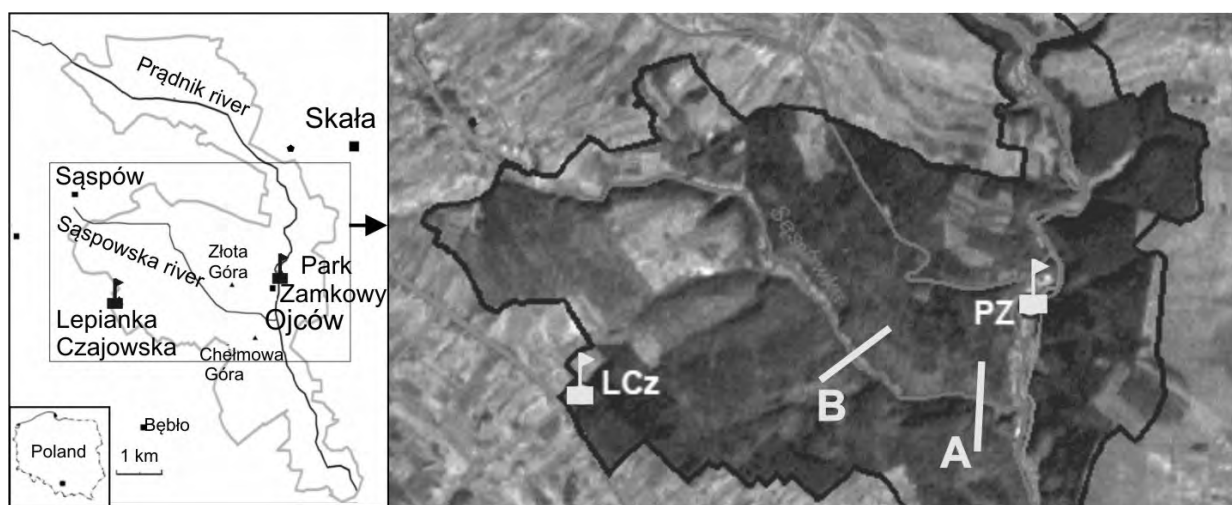 Prądnik river
Skała
Sąspów
Sąspowska river
Złota
Góra
Park
Zamkowy
Ojców
Lepianka
Czajowska
Chełmowa
Góra
Bębło
Poland
1 km
Sąspówka
PZ
LCz
B
A